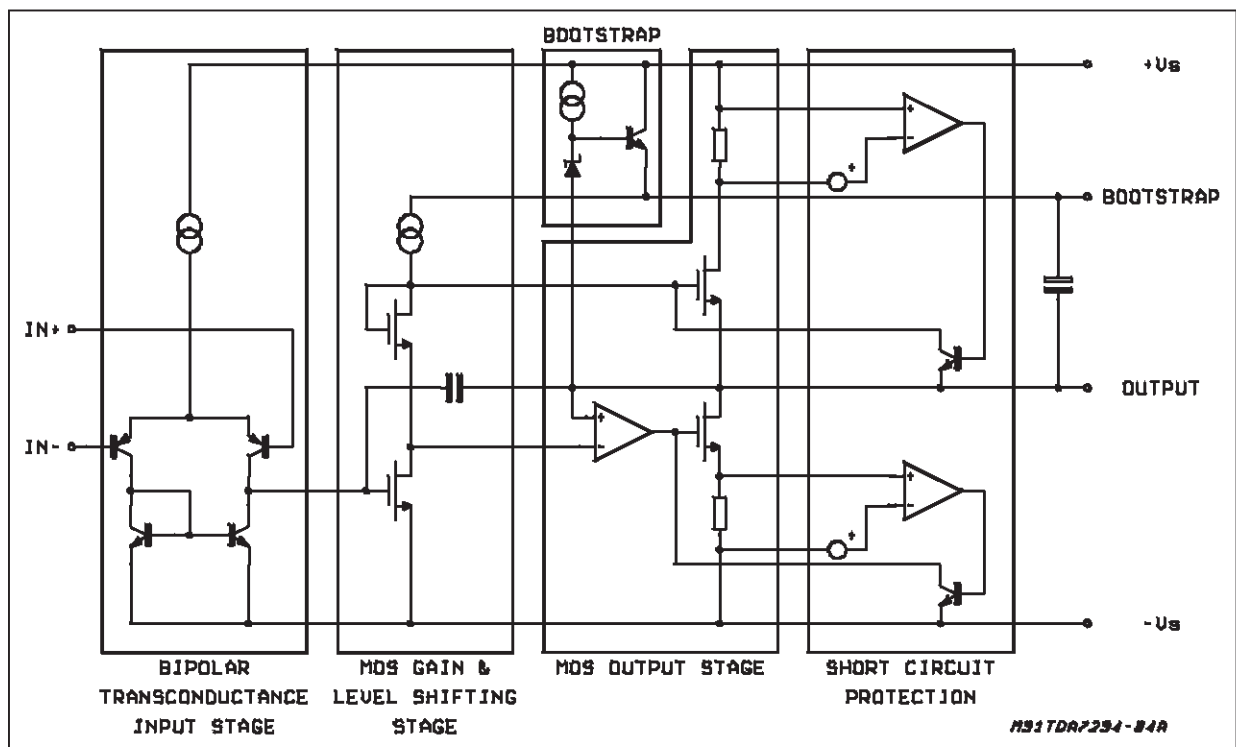 BOOTSTRAP
+Vs
+
-
+
BOOTSTRAP
IN+
OUTPUT
IN-
+
-
+
-
+
-Vs
BIPOLAR
TRANSCONDUCTANCE
INPUT STAGE
MOS GAIN &
LEVEL SHIFTING
STAGE
MOS OUTPUT STAGE
SHORT CIRCUIT
PROTECTION
M91TDA7294-04A